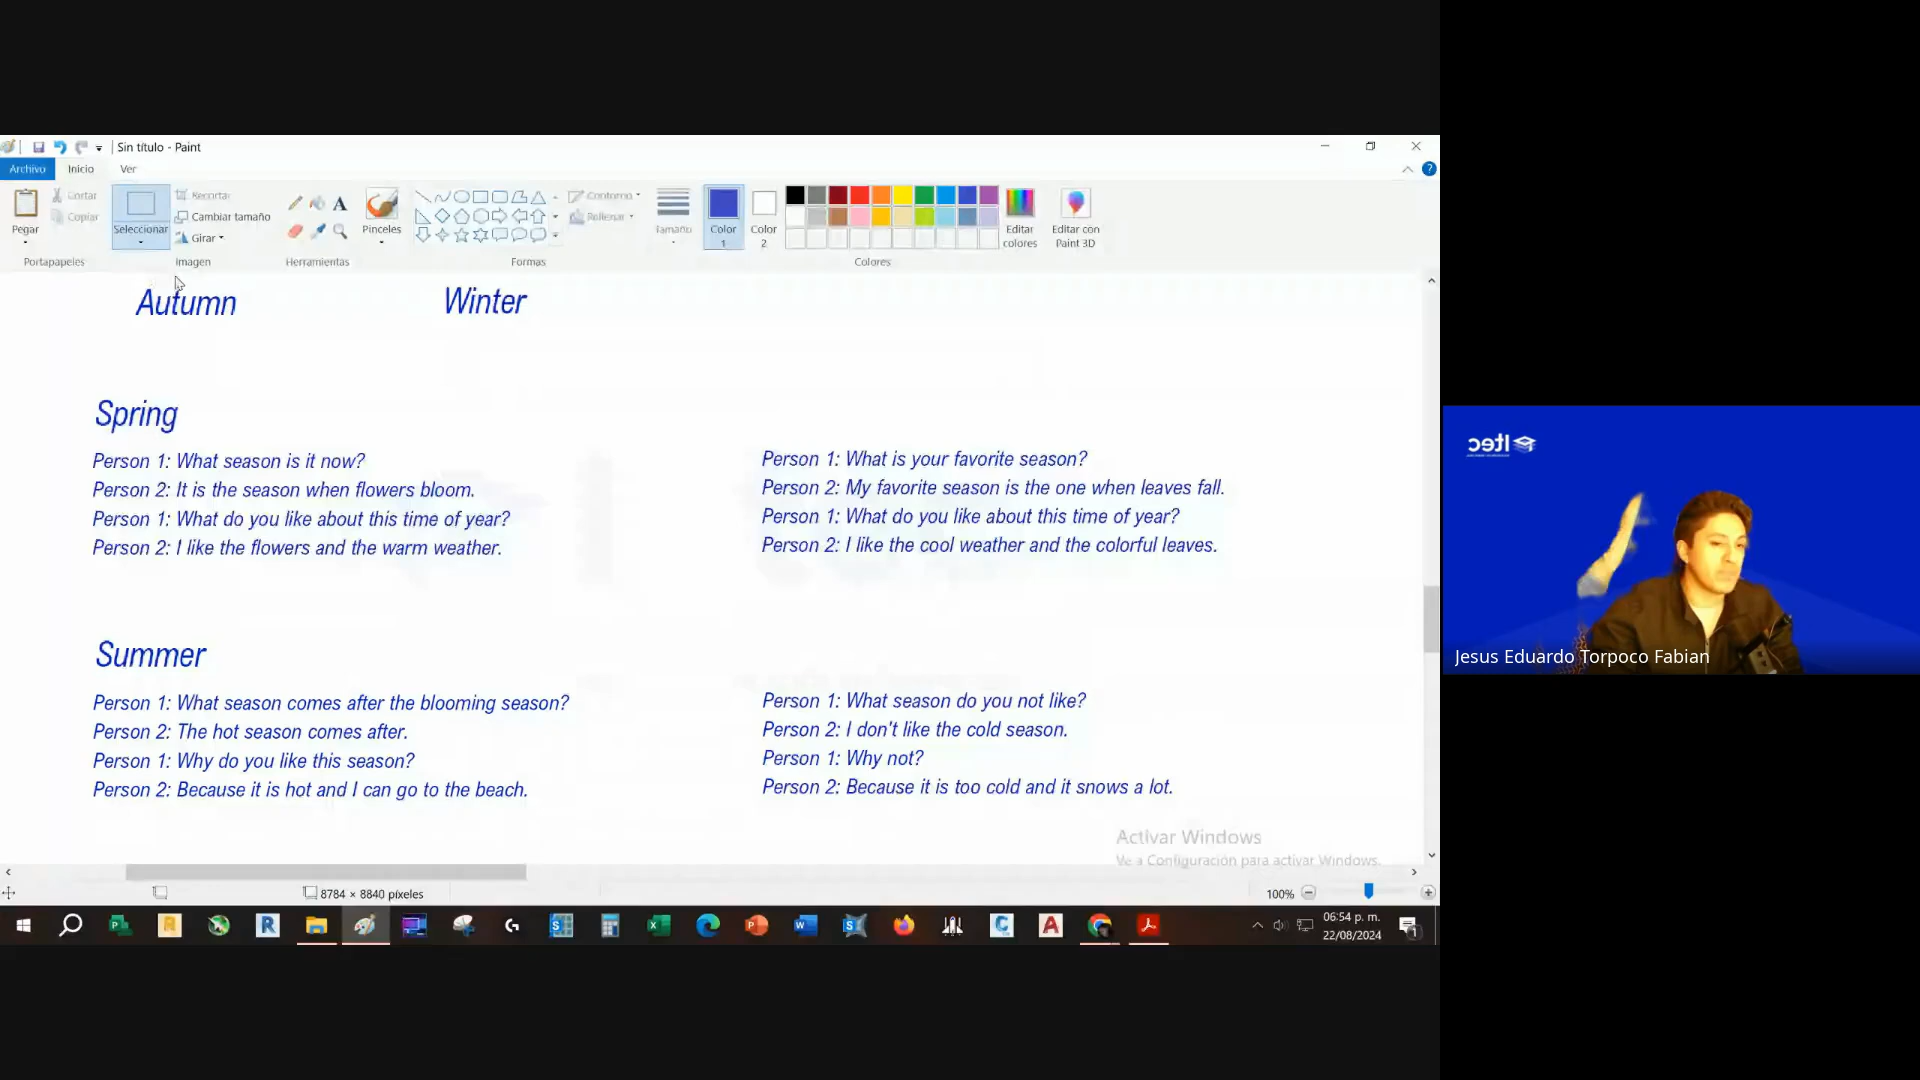 Sin título - Paint
Archivo
Inicio
Ver
Pegar
Cortar
Copiar
Portapapeles
Seleccionar
Recortar
Cambiar tamaño
Girar
Imagen
Herramientas
Pinceles
Formas
Contorno
Rellenar
Tamaño
Color
1
Color
2
Colores
Editar
colores
Editar con
Paint 3D
Autumn
Winter
Spring
Person 1: What season is it now?
Person 2: It is the season when flowers bloom.
Person 1: What do you like about this time of year?
Person 2: I like the flowers and the warm weather.
Person 1: What is your favorite season?
Person 2: My favorite season is the one when leaves fall.
Person 1: What do you like about this time of year?
Person 2: I like the cool weather and the colorful leaves.
Summer
Person 1: What season comes after the blooming season?
Person 2: The hot season comes after.
Person 1: Why do you like this season?
Person 2: Because it is hot and I can go to the beach.
Person 1: What season do you not like?
Person 2: I don't like the cold season.
Person 1: Why not?
Person 2: Because it is too cold and it snows a lot.
Activar Windows
Ve a Configuración para activar Windows.
8784 × 8840 píxeles
100%
06:54 p. m.
22/08/2024
Itec
Jesus Eduardo Torpoco Fabian